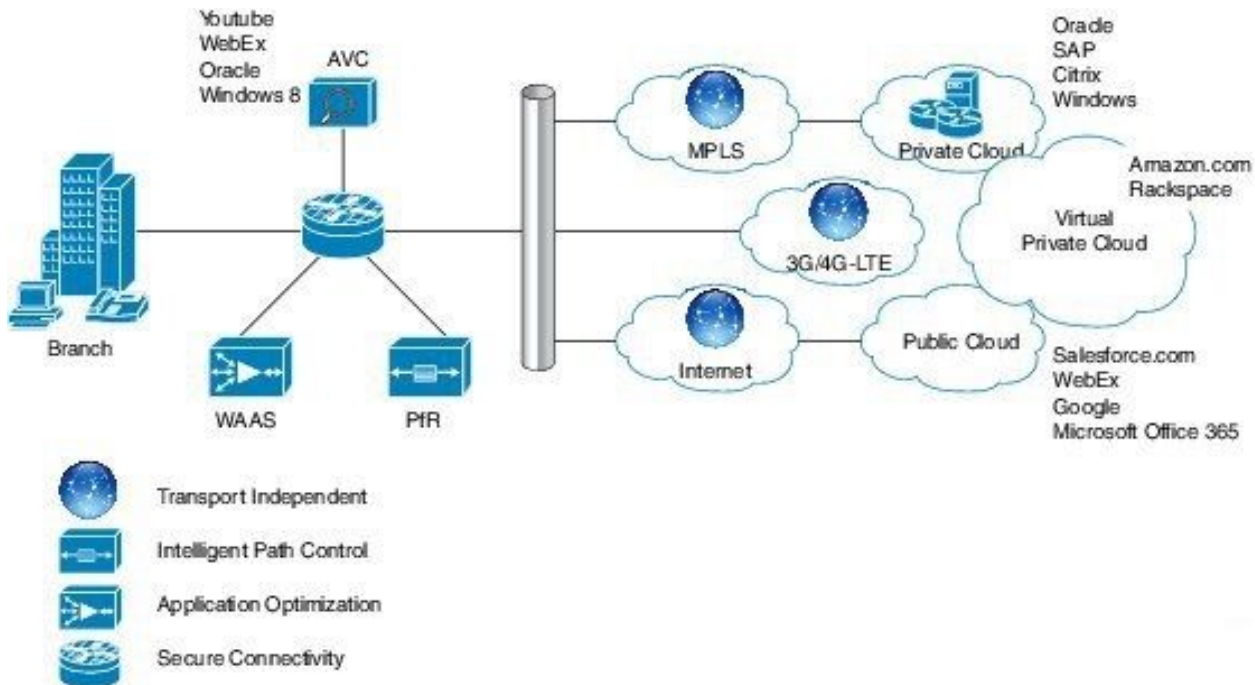 Youtube
WebEx
Oracle
Windows 8
AVC
Branch
WAAS
PfR
MPLS
Private Cloud
Oracle
SAP
Citrix
Windows
Amazon.com
Rackspace
Virtual
Private Cloud
3G/4G-LTE
Internet
Public Cloud
Salesforce.com
WebEx
Google
Microsoft Office 365
Transport Independent
Intelligent Path Control
Application Optimization
Secure Connectivity